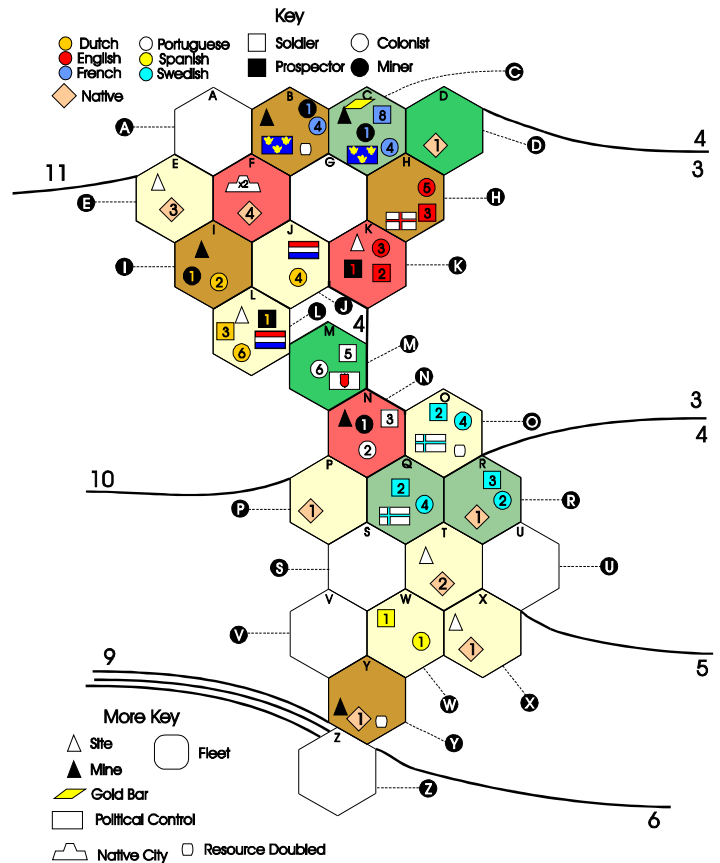 Key
Dutch
Portuguese
Soldier
Colonist
English
Spanish
French
Swedish
Prospector
Miner
Native
C
A
B
C
D
1
8
A
4
1
4
D
4
1
3
11
E
F
G
H
x2
5
E
3
4
3
H
I
J
K
3
I
1
2
4
1
2
K
J
L
L
3
1
4
6
M
M
5
6
N
N
O
3
1
3
2
4
O
2
4
10
P
Q
R
3
2
2
P
1
4
1
R
S
T
U
S
2
U
V
W
X
1
V
1
1
5
9
Y
W
X
More Key
1
Y
Site
Fleet
Z
Mine
Z
Gold Bar
Political Control
6
Native City
Resource Doubled